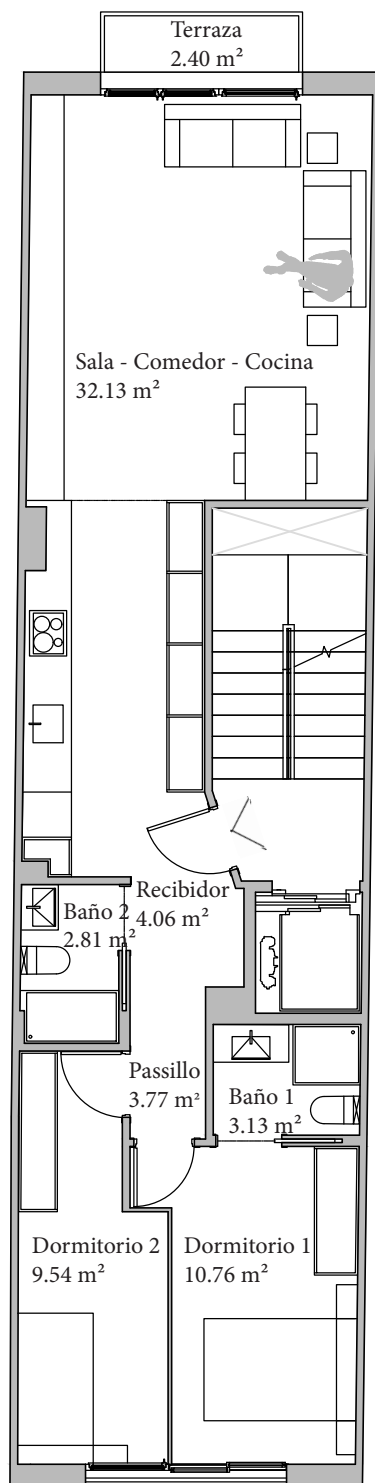 Terraza
2.40 m²
Sala - Comedor - Cocina
32.13 m²
Recibidor
4.06 m²
Baño 2
2.81 m²
Passillo
3.77 m²
Baño 1
3.13 m²
Dormitorio 2
9.54 m²
Dormitorio 1
10.76 m²
N